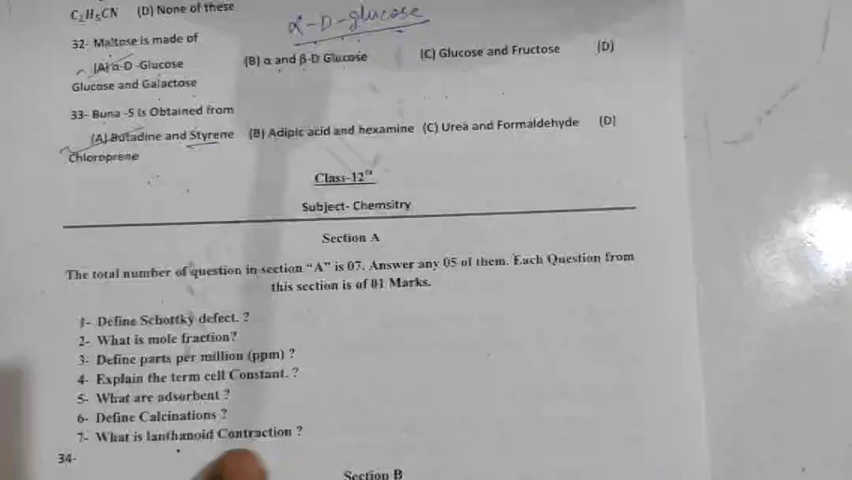 C₂H₅CN (D) None of these
α-D-glucose
32- Maltose is made of
(A) α-D -Glucose (B) α and β-D Glucose (C) Glucose and Fructose (D)
Glucose and Galactose
33- Buna -S is Obtained from
(A) Butadine and Styrene (B) Adipic acid and hexamine (C) Urea and Formaldehyde (D)
Chloroprene
Class-12th
Subject- Chemsitry
Section A
The total number of question in section "A" is 07. Answer any 05 of them. Each Question from
this section is of 01 Marks.
1- Define Schottky defect. ?
2- What is mole fraction?
3- Define parts per million (ppm) ?
4- Explain the term cell Constant. ?
5- What are adsorbent ?
6- Define Calcinations ?
7- What is lanthanoid Contraction ?
34-
Section B